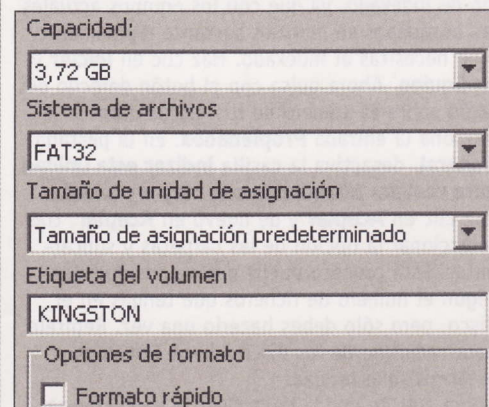 Capacidad:
3,72 GB
Sistema de archivos
FAT32
Tamaño de unidad de asignación
Tamaño de asignación predeterminado
Etiqueta del volumen
KINGSTON
Opciones de formato
Formato rápido